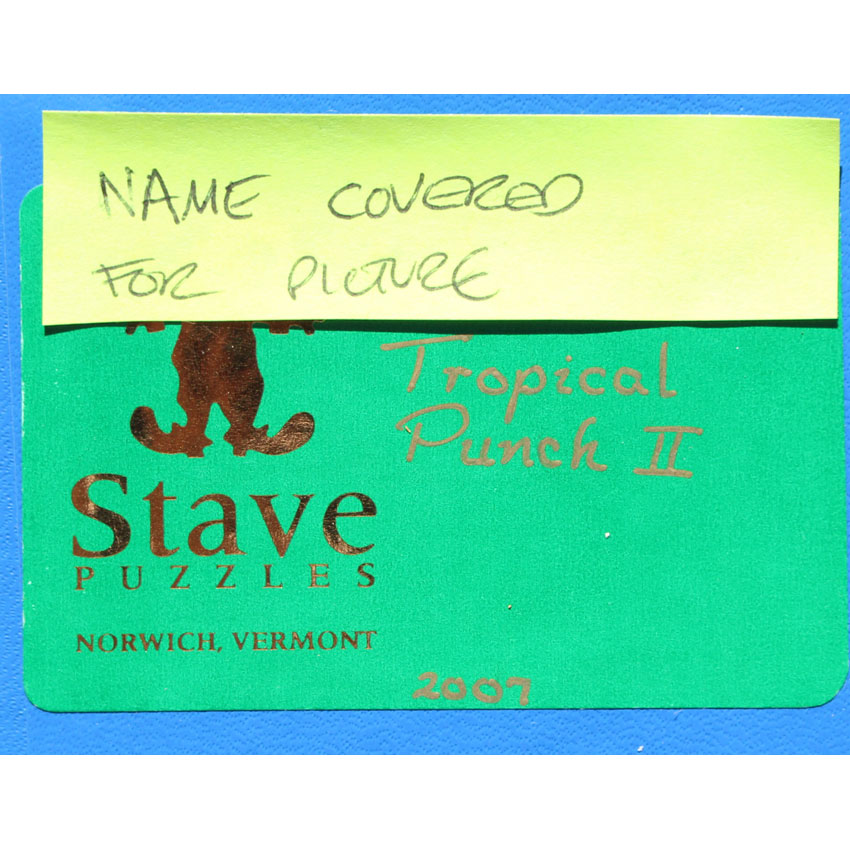 NAME COVERED
FOR PICTURE
Tropical
Punch II
Stave
PUZZLES
NORWICH, VERMONT
2007